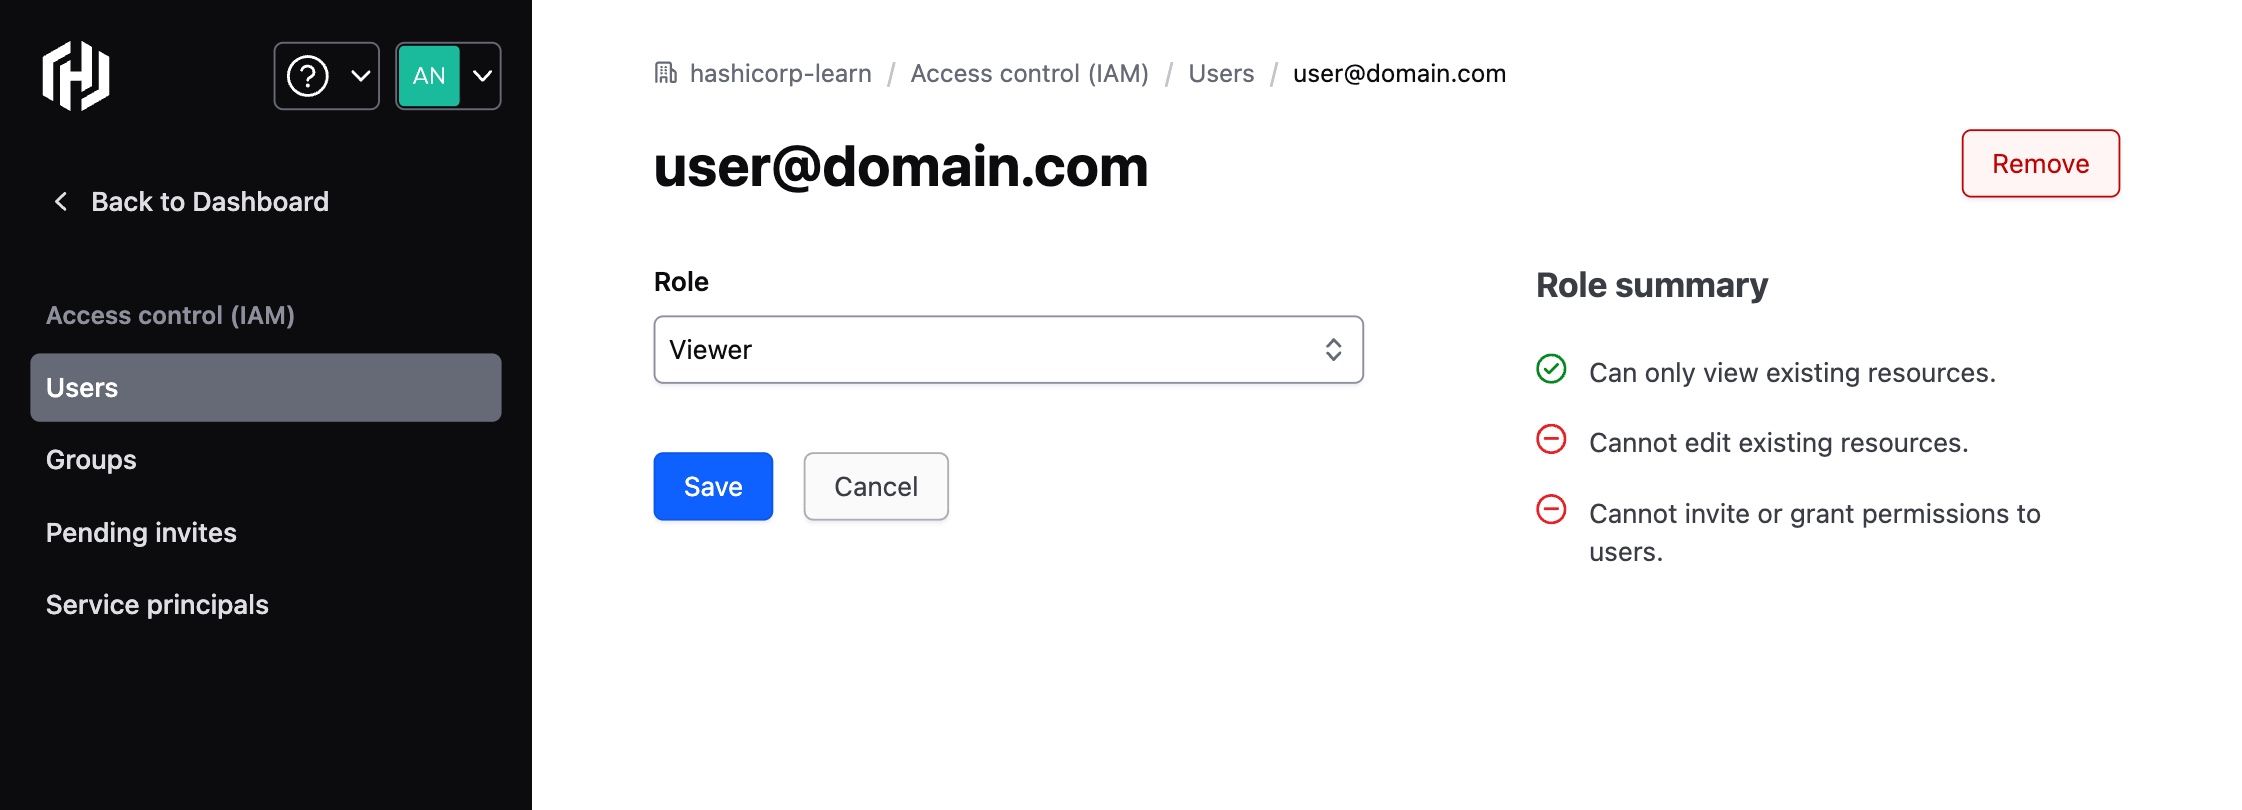 AN
Back to Dashboard
Access control (IAM)
Users
Groups
Pending invites
Service principals
hashicorp-learn / Access control (IAM) / Users / user@domain.com
user@domain.com
Remove
Role
Viewer
Save
Cancel
Role summary
Can only view existing resources.
Cannot edit existing resources.
Cannot invite or grant permissions to
users.